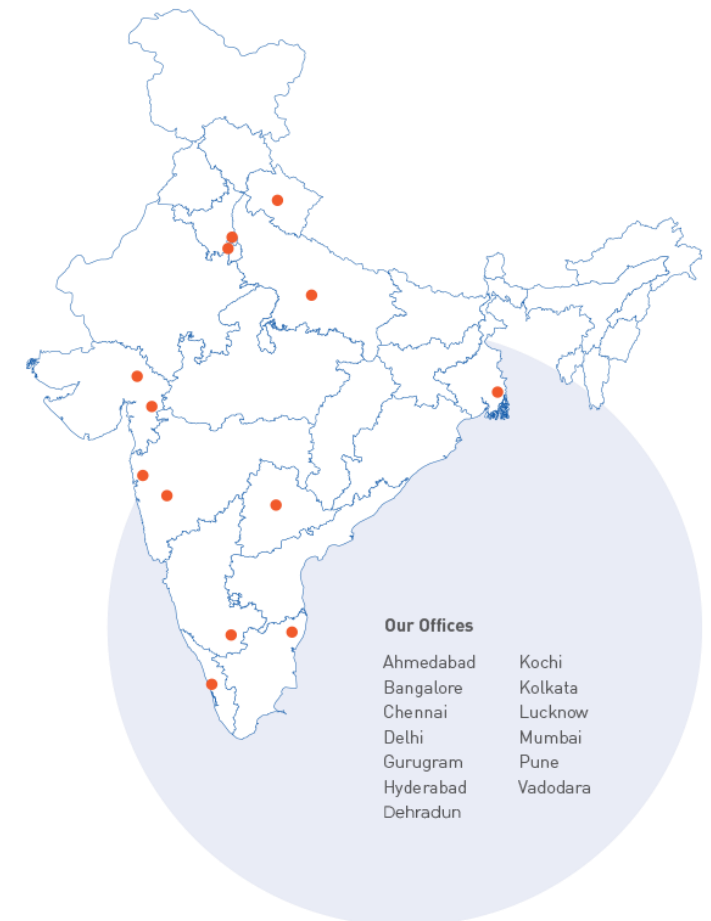 Our Offices
Ahmedabad
Bangalore
Chennai
Delhi
Gurugram
Hyderabad
Dehradun
Kochi
Kolkata
Lucknow
Mumbai
Pune
Vadodara